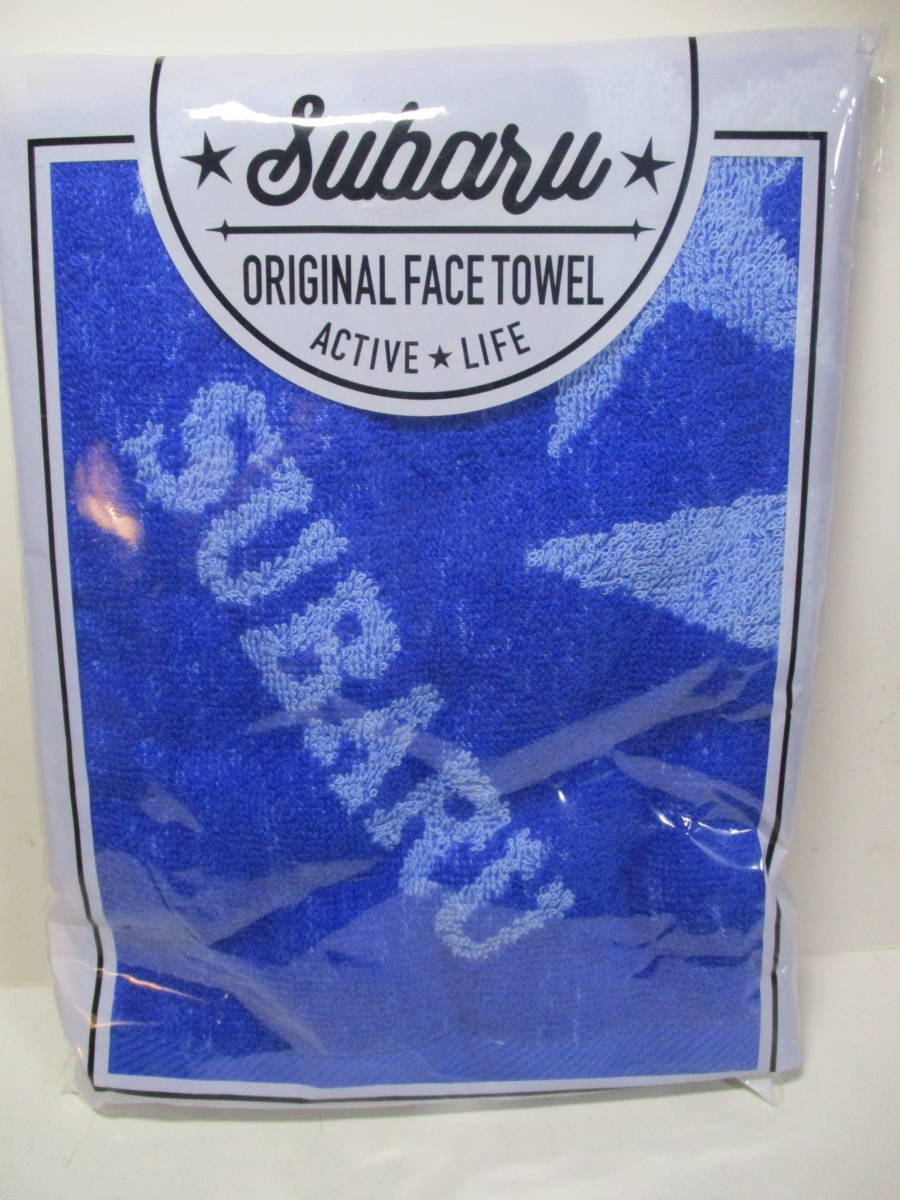 Subaru
ORIGINAL FACE TOWEL
ACTIVE ★ LIFE
SUBARU